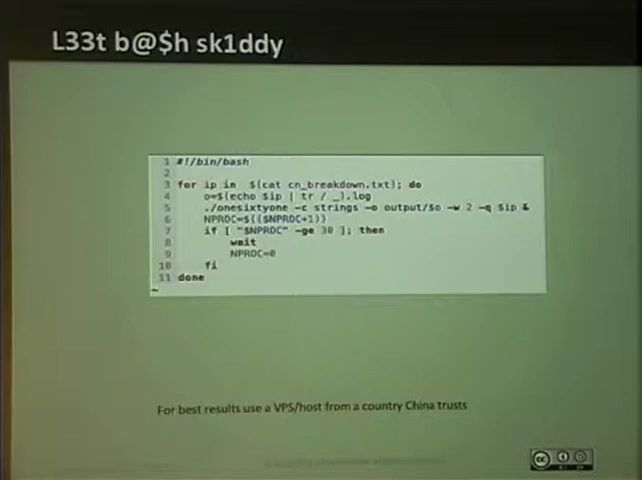 L33t b@$h sk1ddy
1 #!/bin/bash
2
3 for ip in $(cat cn_breakdown.txt); do
4 o=$(echo $ip | tr / _).log
5 ./onesixtyone -c strings -o output/$o -w 2 -q $ip &
6 NPROC=$(($NPROC+1))
7 if [ "$NPROC" -ge 30 ]; then
8 wait
9 NPROC=0
10 fi
11 done
~
For best results use a VPS/host from a country China trusts
cc